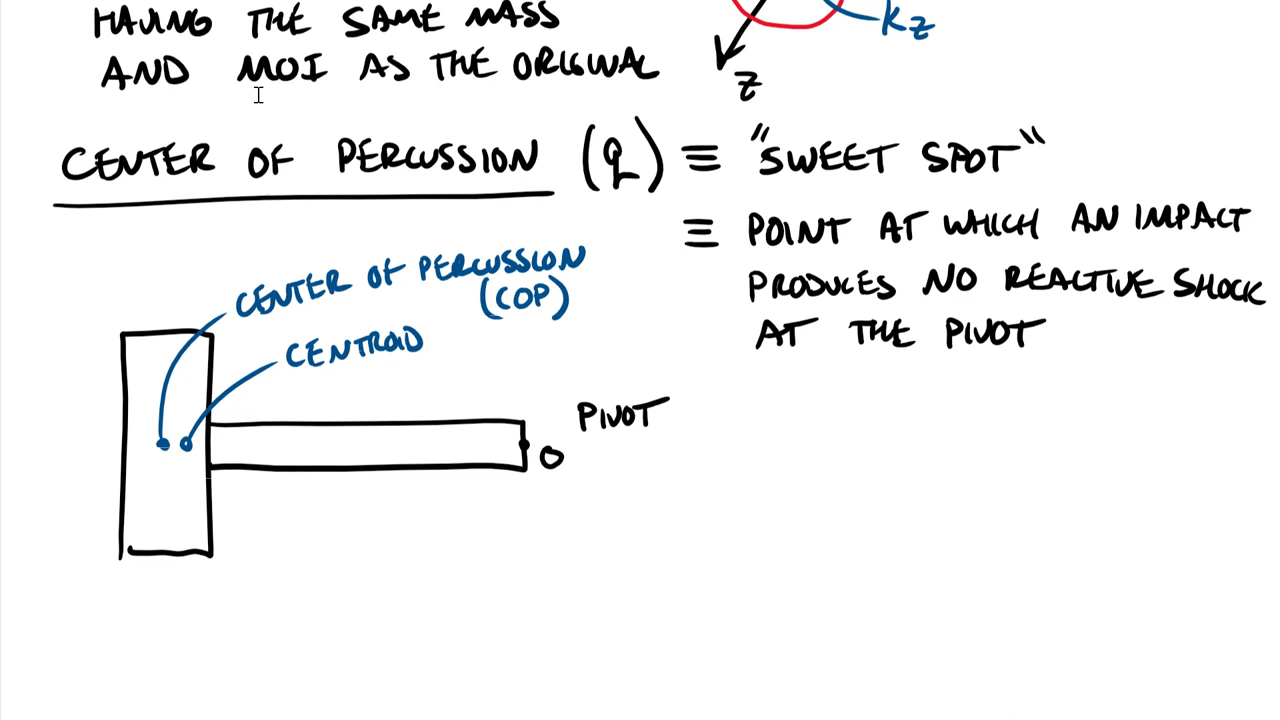 HAVING THE SAME MASS
AND MOI AS THE ORIGINAL
kz
z
CENTER OF PERCUSSION (q) ≡ "SWEET SPOT"
≡ POINT AT WHICH AN IMPACT
PRODUCES NO REACTIVE SHOCK
AT THE PIVOT
CENTER OF PERCUSSION
(COP)
CENTROID
PIVOT
O